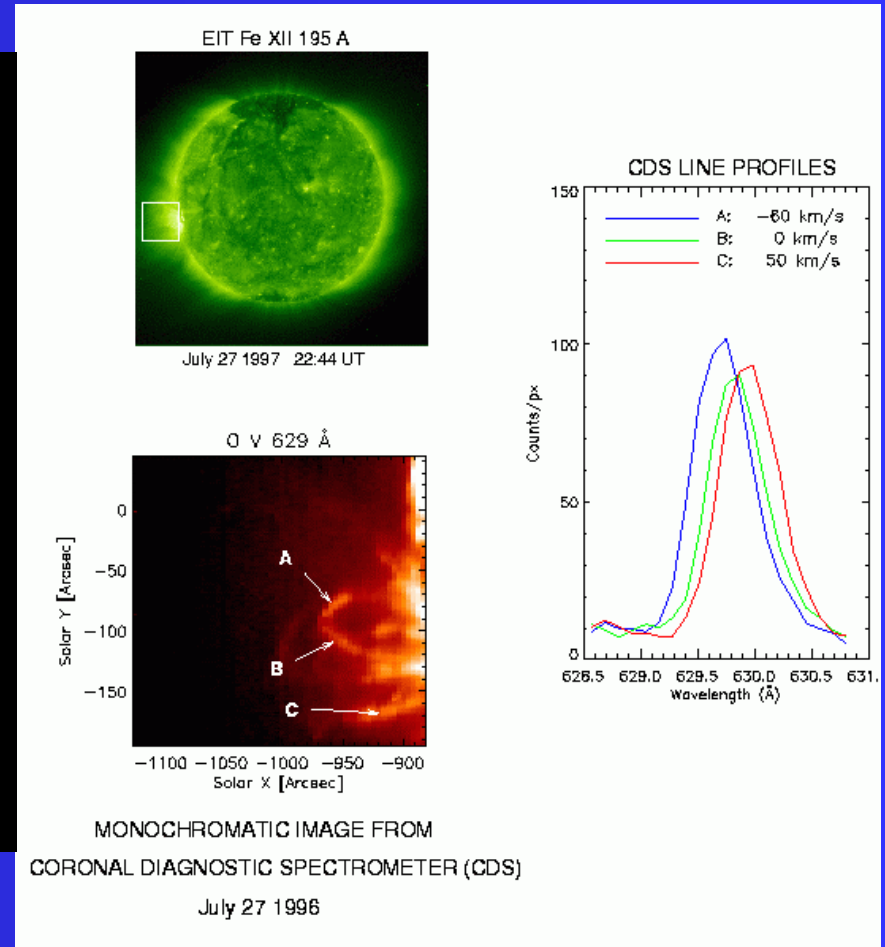 EIT Fe XII 195 A
July 27 1997 22:44 UT
CDS LINE PROFILES
150
100
50
0
A: -60 km/s
B: 0 km/s
C: 50 km/s
Counts/px
626.5 629.0 629.5 630.0 630.5 631.
Wavelength (Å)
O V 629 Å
0
-50
-100
-150
Solar Y [Arcsec]
A
B
C
-1100 -1050 -1000 -950 -900
Solar X [Arcsec]
MONOCHROMATIC IMAGE FROM
CORONAL DIAGNOSTIC SPECTROMETER (CDS)
July 27 1996